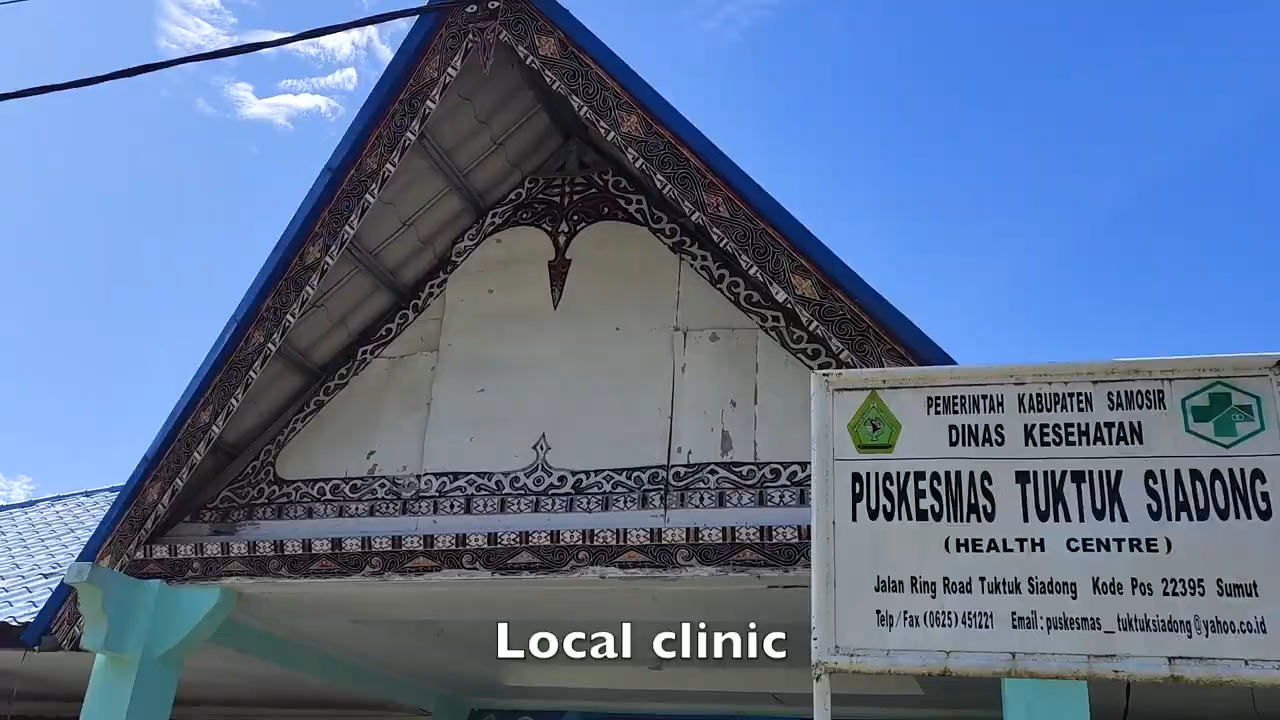 PEMERINTAH KABUPATEN SAMOSIR
DINAS KESEHATAN
PUSKESMAS TUKTUK SIADONG
(HEALTH CENTRE)
Jalan Ring Road Tuktuk Siadong Kode Pos 22395 Sumut
Telp/Fax (0625) 451221 Email: puskesmas_tuktuksiadong@yahoo.co.id
Local clinic